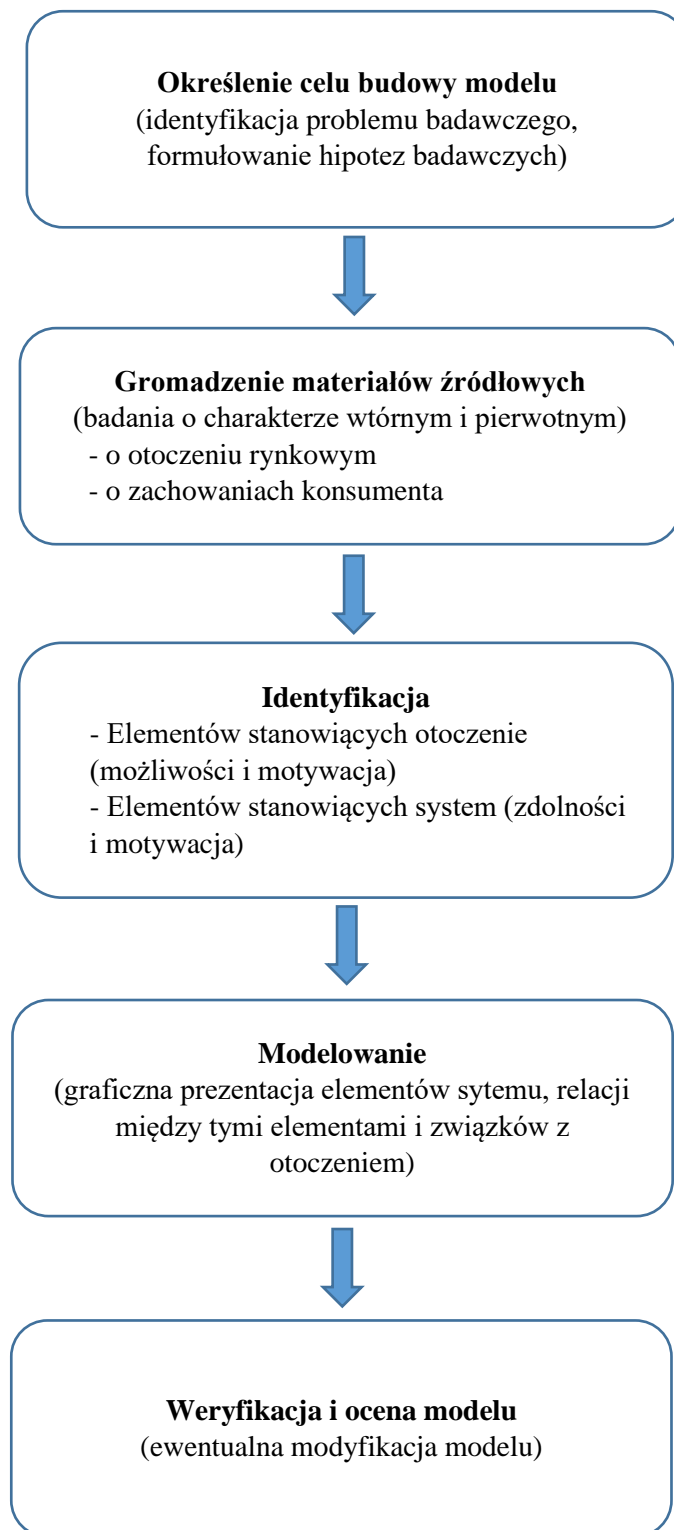 Określenie celu budowy modelu
(identyfikacja problemu badawczego,
formułowanie hipotez badawczych)
Gromadzenie materiałów źródłowych
(badania o charakterze wtórnym i pierwotnym)
- o otoczeniu rynkowym
- o zachowaniach konsumenta
Identyfikacja
- Elementów stanowiących otoczenie
(możliwości i motywacja)
- Elementów stanowiących system (zdolności
i motywacja)
Modelowanie
(graficzna prezentacja elementów sytemu, relacji
między tymi elementami i związków z
otoczeniem)
Weryfikacja i ocena modelu
(ewentualna modyfikacja modelu)